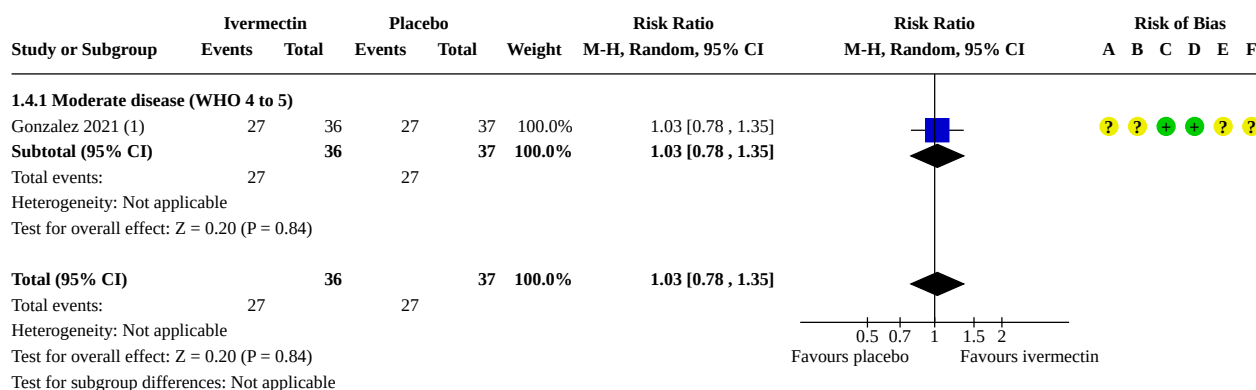 Ivermectin Placebo Risk Ratio Risk Ratio Risk of Bias
Study or Subgroup Events Total Events Total Weight M-H, Random, 95% CI M-H, Random, 95% CI A B C D E F
1.4.1 Moderate disease (WHO 4 to 5)
Gonzalez 2021 (1) 27 36 27 37 100.0% 1.03 [0.78 , 1.35] ? ? + + ? ?
Subtotal (95% CI) 36 37 100.0% 1.03 [0.78 , 1.35]
Total events: 27 27
Heterogeneity: Not applicable
Test for overall effect: Z = 0.20 (P = 0.84)
Total (95% CI) 36 37 100.0% 1.03 [0.78 , 1.35]
Total events: 27 27
Heterogeneity: Not applicable
0.5 0.7 1 1.5 2
Test for overall effect: Z = 0.20 (P = 0.84) Favours placebo Favours ivermectin
Test for subgroup differences: Not applicable